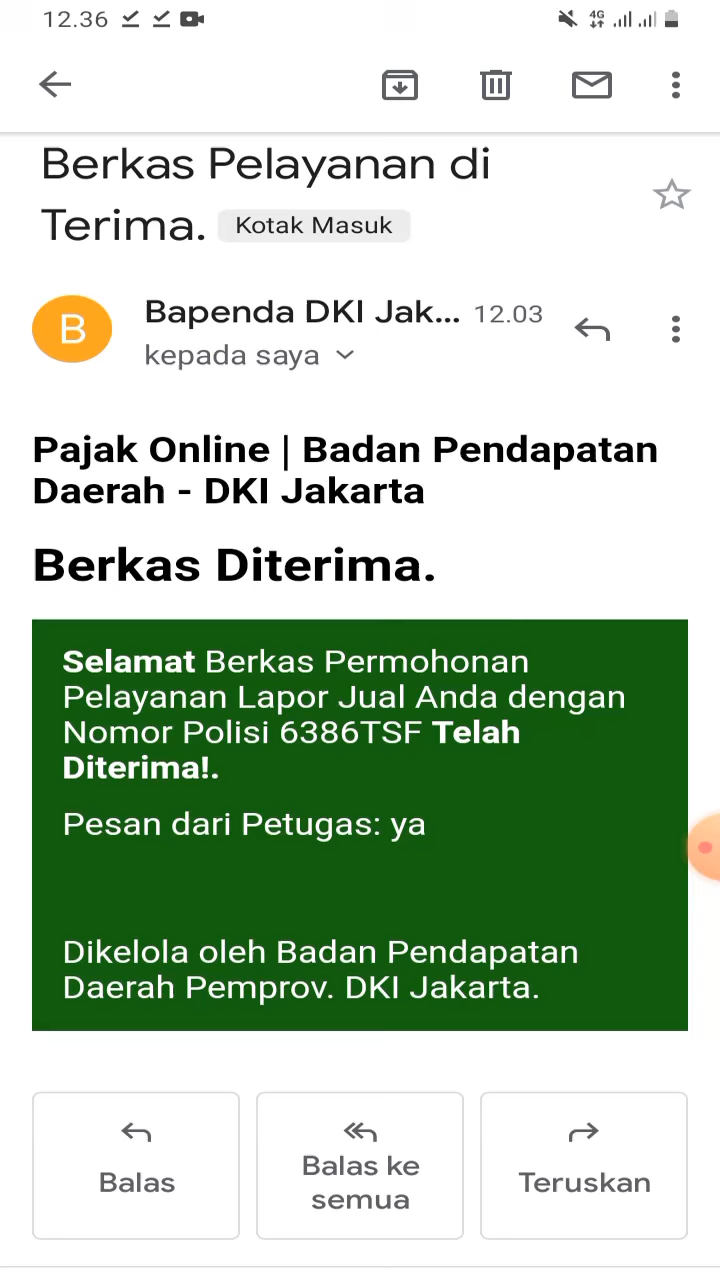 12.36
4G
Berkas Pelayanan di
Terima. Kotak Masuk
B
Bapenda DKI Jak... 12.03
kepada saya
Pajak Online | Badan Pendapatan
Daerah - DKI Jakarta
Berkas Diterima.
Selamat Berkas Permohonan
Pelayanan Lapor Jual Anda dengan
Nomor Polisi 6386TSF Telah
Diterima!.
Pesan dari Petugas: ya
Dikelola oleh Badan Pendapatan
Daerah Pemprov. DKI Jakarta.
Balas
Balas ke
semua
Teruskan